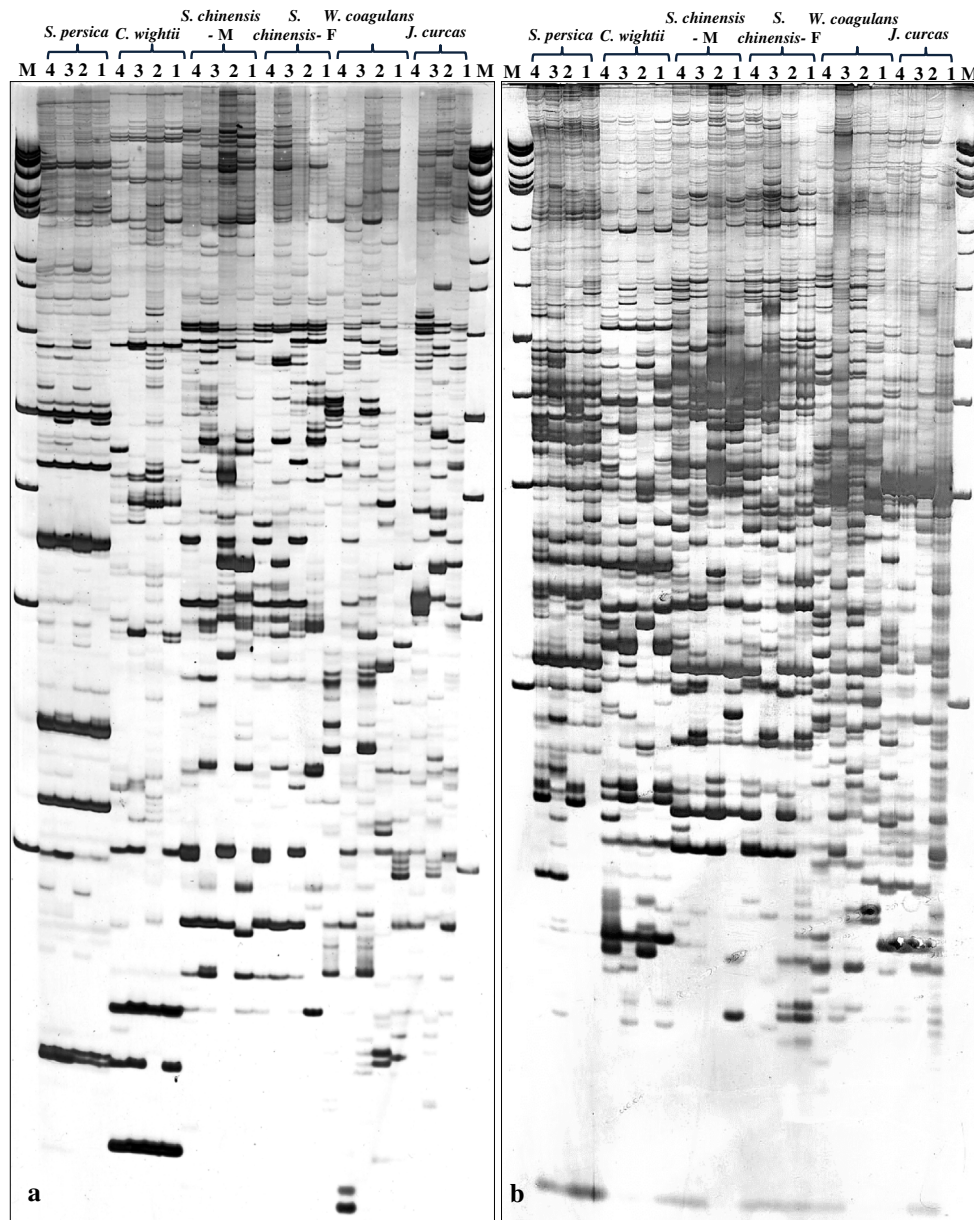 S. persica C. wightii S. chinensis - M S. chinensis- F W. coagulans J. curcas
M 4 3 2 1 4 3 2 1 4 3 2 1 4 3 2 1 4 3 2 1 4 3 2 1 M
a
S. persica C. wightii S. chinensis - M S. chinensis- F W. coagulans J. curcas
M 4 3 2 1 4 3 2 1 4 3 2 1 4 3 2 1 4 3 2 1 4 3 2 1 M
b